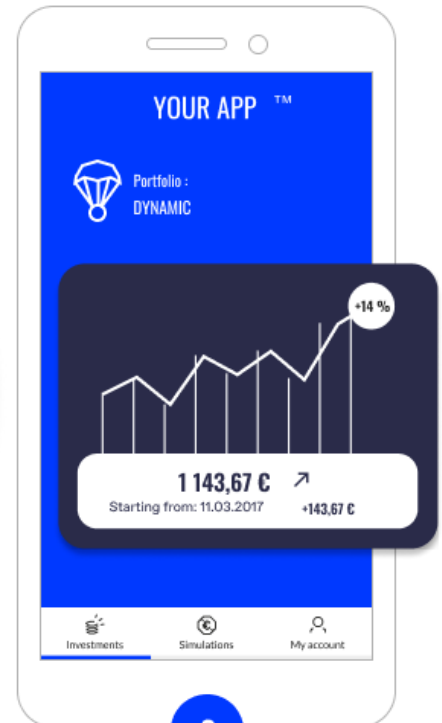 YOUR APP ™
Portfolio :
DYNAMIC
+14 %
1 143,67 €
Starting from: 11.03.2017 +143,67 €
Investments Simulations My account